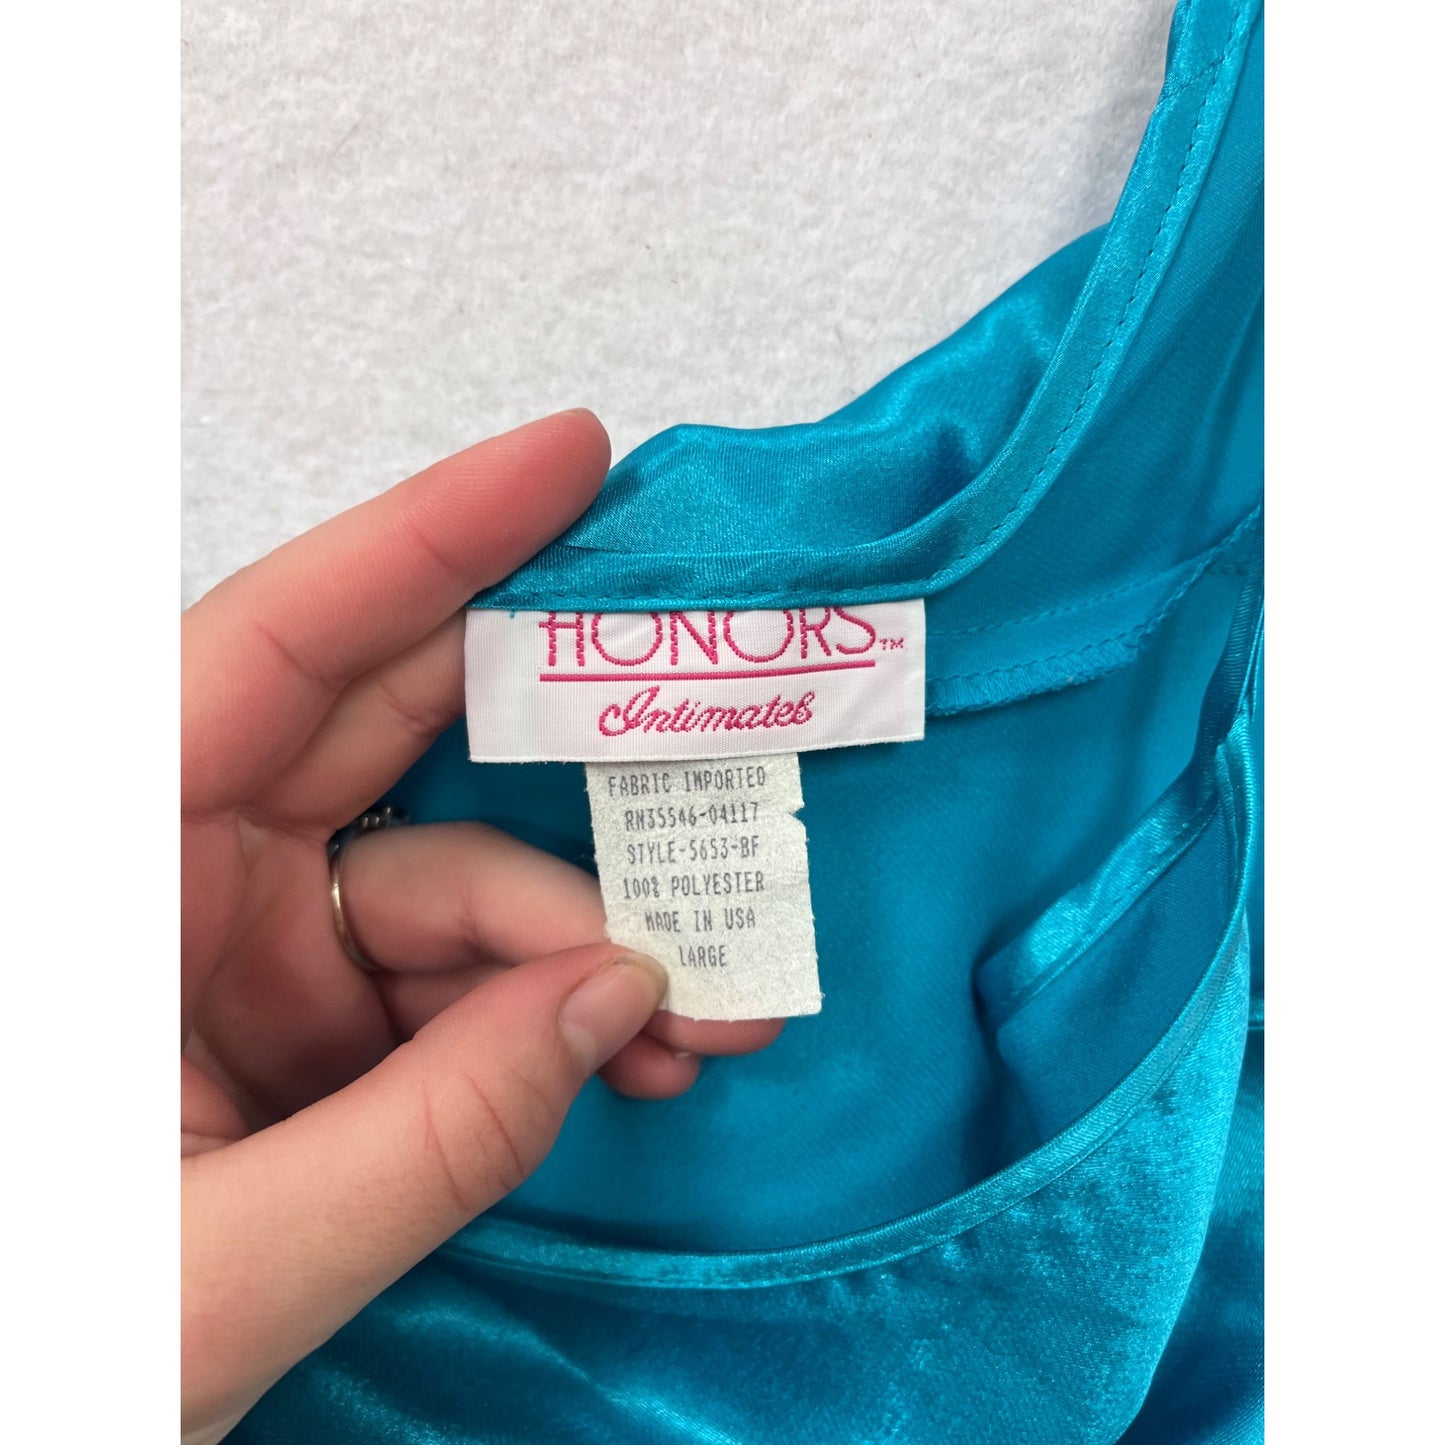 HONORS™
Intimates
FABRIC IMPORTED
RN35546-04117
STYLE-5653-BF
100% POLYESTER
MADE IN USA
LARGE